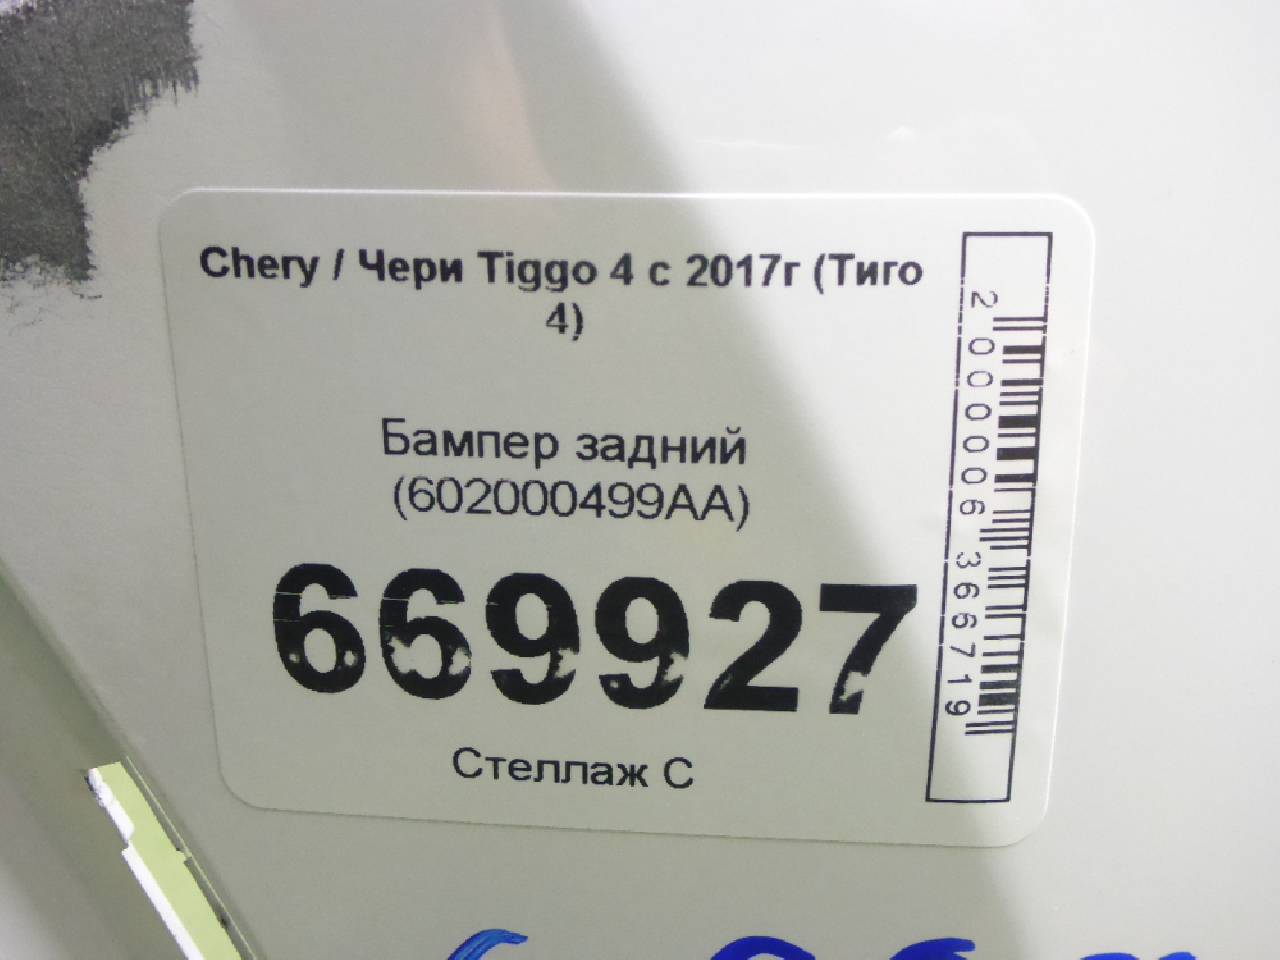 Chery / Чери Tiggo 4 с 2017г (Тиго
4)
Бампер задний
(602000499AA)
669927
Стеллаж С
2000006366719